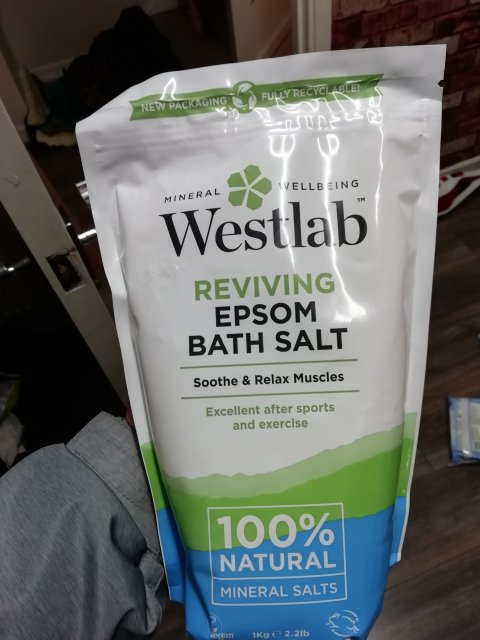 NEW PACKAGING FULLY RECYCLABLE!
MINERAL WELLBEING
Westlab™
REVIVING
EPSOM
BATH SALT
Soothe & Relax Muscles
Excellent after sports
and exercise
100%
NATURAL
MINERAL SALTS
1Kg ℮ 2.2lb